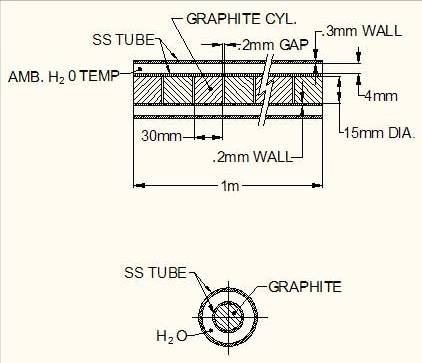 GRAPHITE CYL.
SS TUBE
.2mm GAP
.3mm WALL
AMB. H2 0 TEMP
4mm
30mm
15mm DIA.
.2mm WALL
1m
SS TUBE
GRAPHITE
H2 O